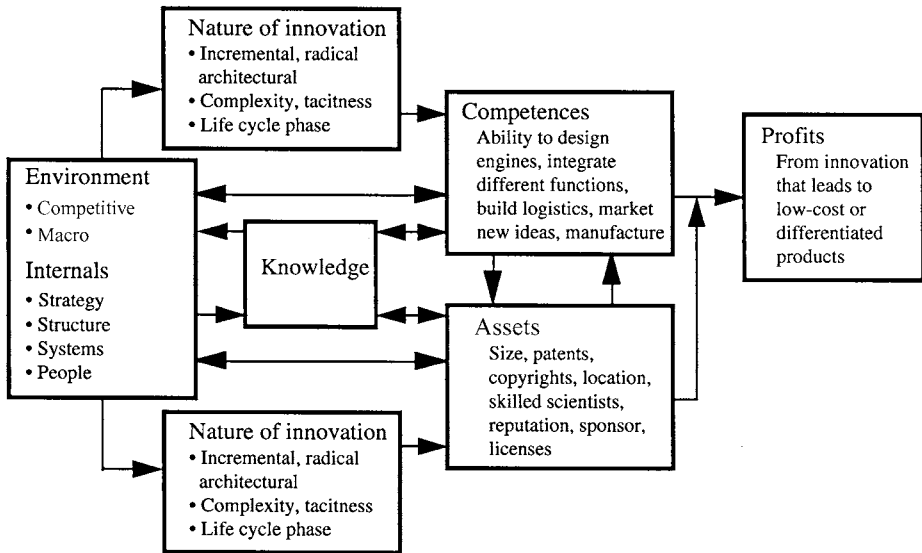 Nature of innovation
• Incremental, radical
architectural
• Complexity, tacitness
• Life cycle phase
Environment
• Competitive
• Macro
Internals
• Strategy
• Structure
• Systems
• People
Knowledge
Nature of innovation
• Incremental, radical
architectural
• Complexity, tacitness
• Life cycle phase
Competences
Ability to design
engines, integrate
different functions,
build logistics, market
new ideas, manufacture
Assets
Size, patents,
copyrights, location,
skilled scientists,
reputation, sponsor,
licenses
Profits
From innovation
that leads to
low-cost or
differentiated
products